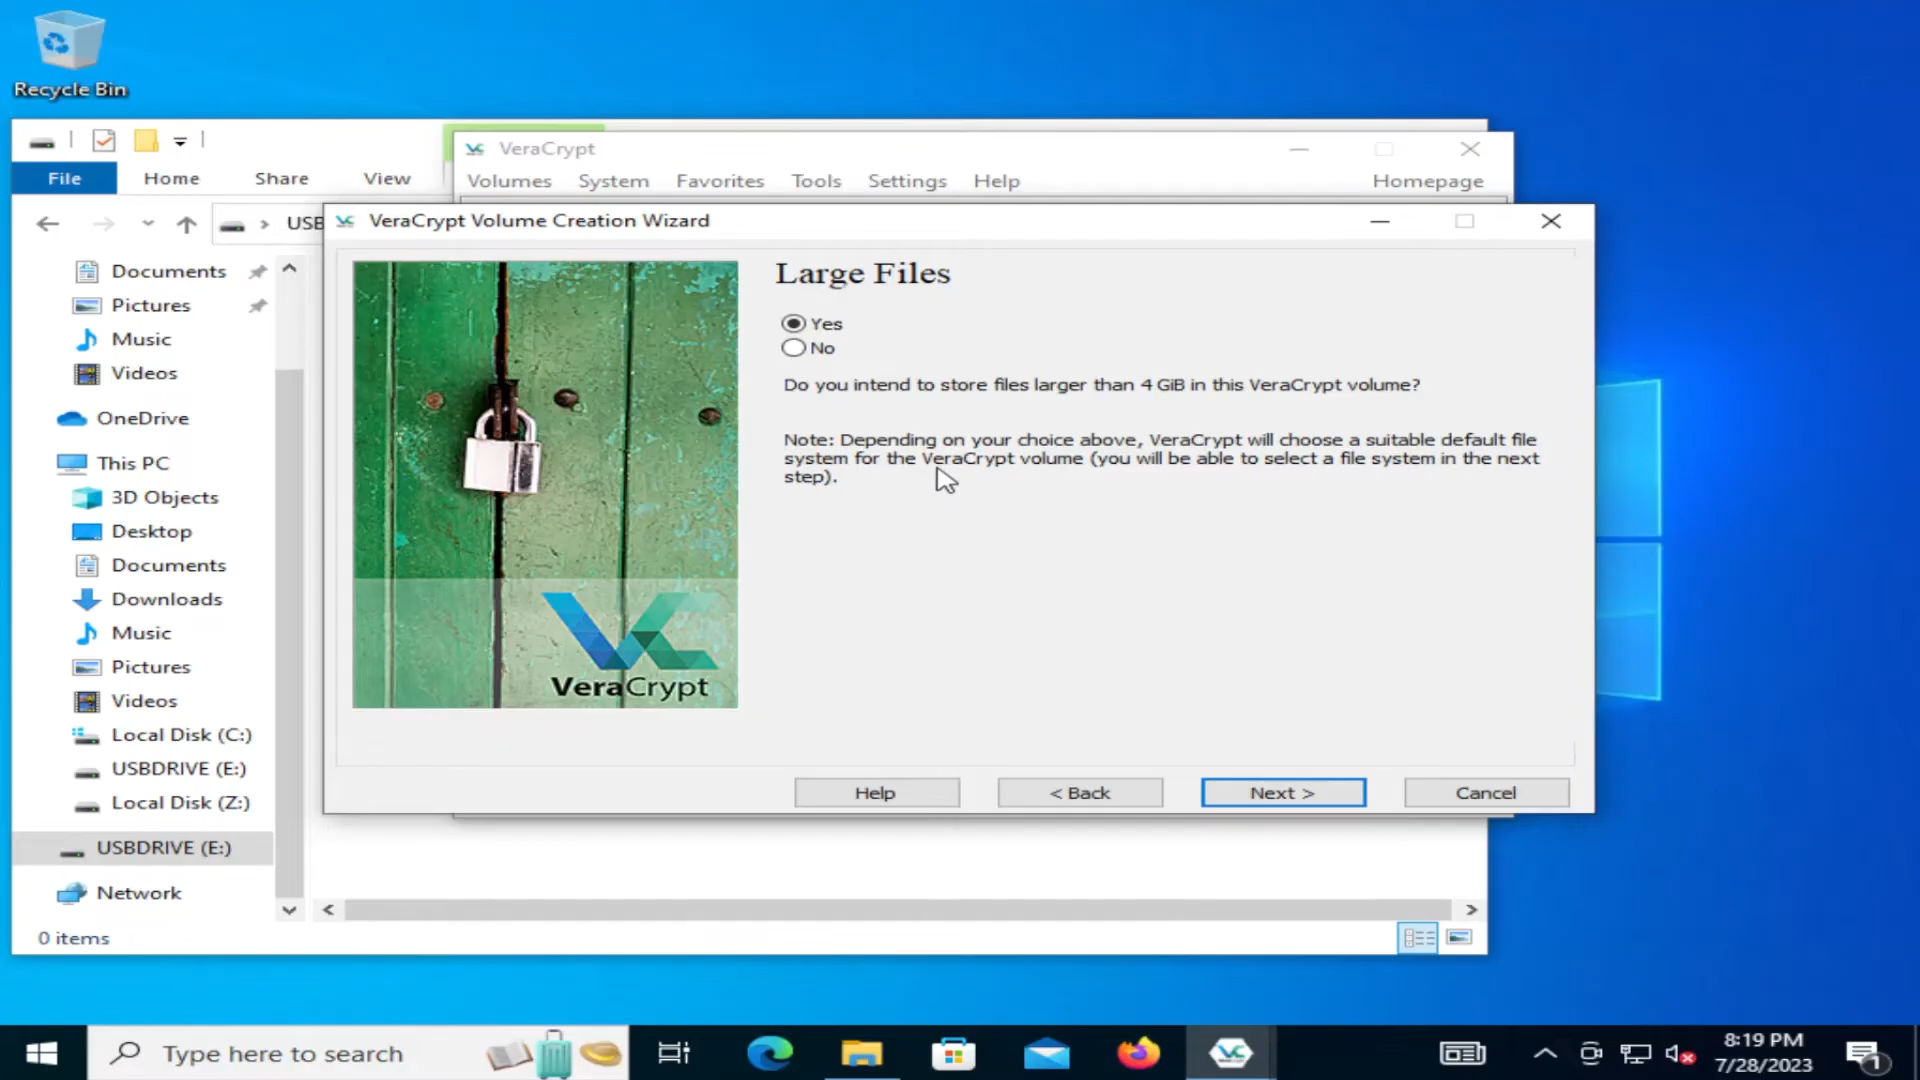 Recycle Bin
VeraCrypt
File
Home
Share
View
Volumes
System
Favorites
Tools
Settings
Help
Homepage
USB
VeraCrypt Volume Creation Wizard
Documents
Pictures
Music
Videos
OneDrive
This PC
3D Objects
Desktop
Documents
Downloads
Music
Pictures
Videos
Local Disk (C:)
USBDRIVE (E:)
Local Disk (Z:)
USBDRIVE (E:)
Network
0 items
VeraCrypt
Large Files
Yes
No
Do you intend to store files larger than 4 GiB in this VeraCrypt volume?
Note: Depending on your choice above, VeraCrypt will choose a suitable default file
system for the VeraCrypt volume (you will be able to select a file system in the next
step).
Help
< Back
Next >
Cancel
Type here to search
8:19 PM
7/28/2023
1